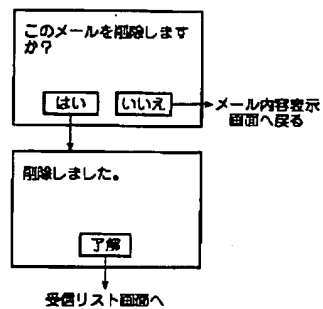 このメールを削除します
か？
はい
いいえ
メール内容表示
画面へ戻る
削除しました。
了解
受信リスト画面へ